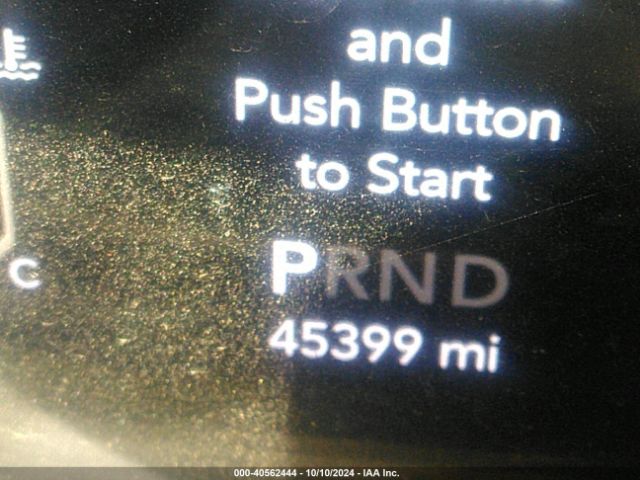 and
Push Button
to Start
PRND
C
45399 mi
000-40562444 - 10/10/2024 - IAA Inc.